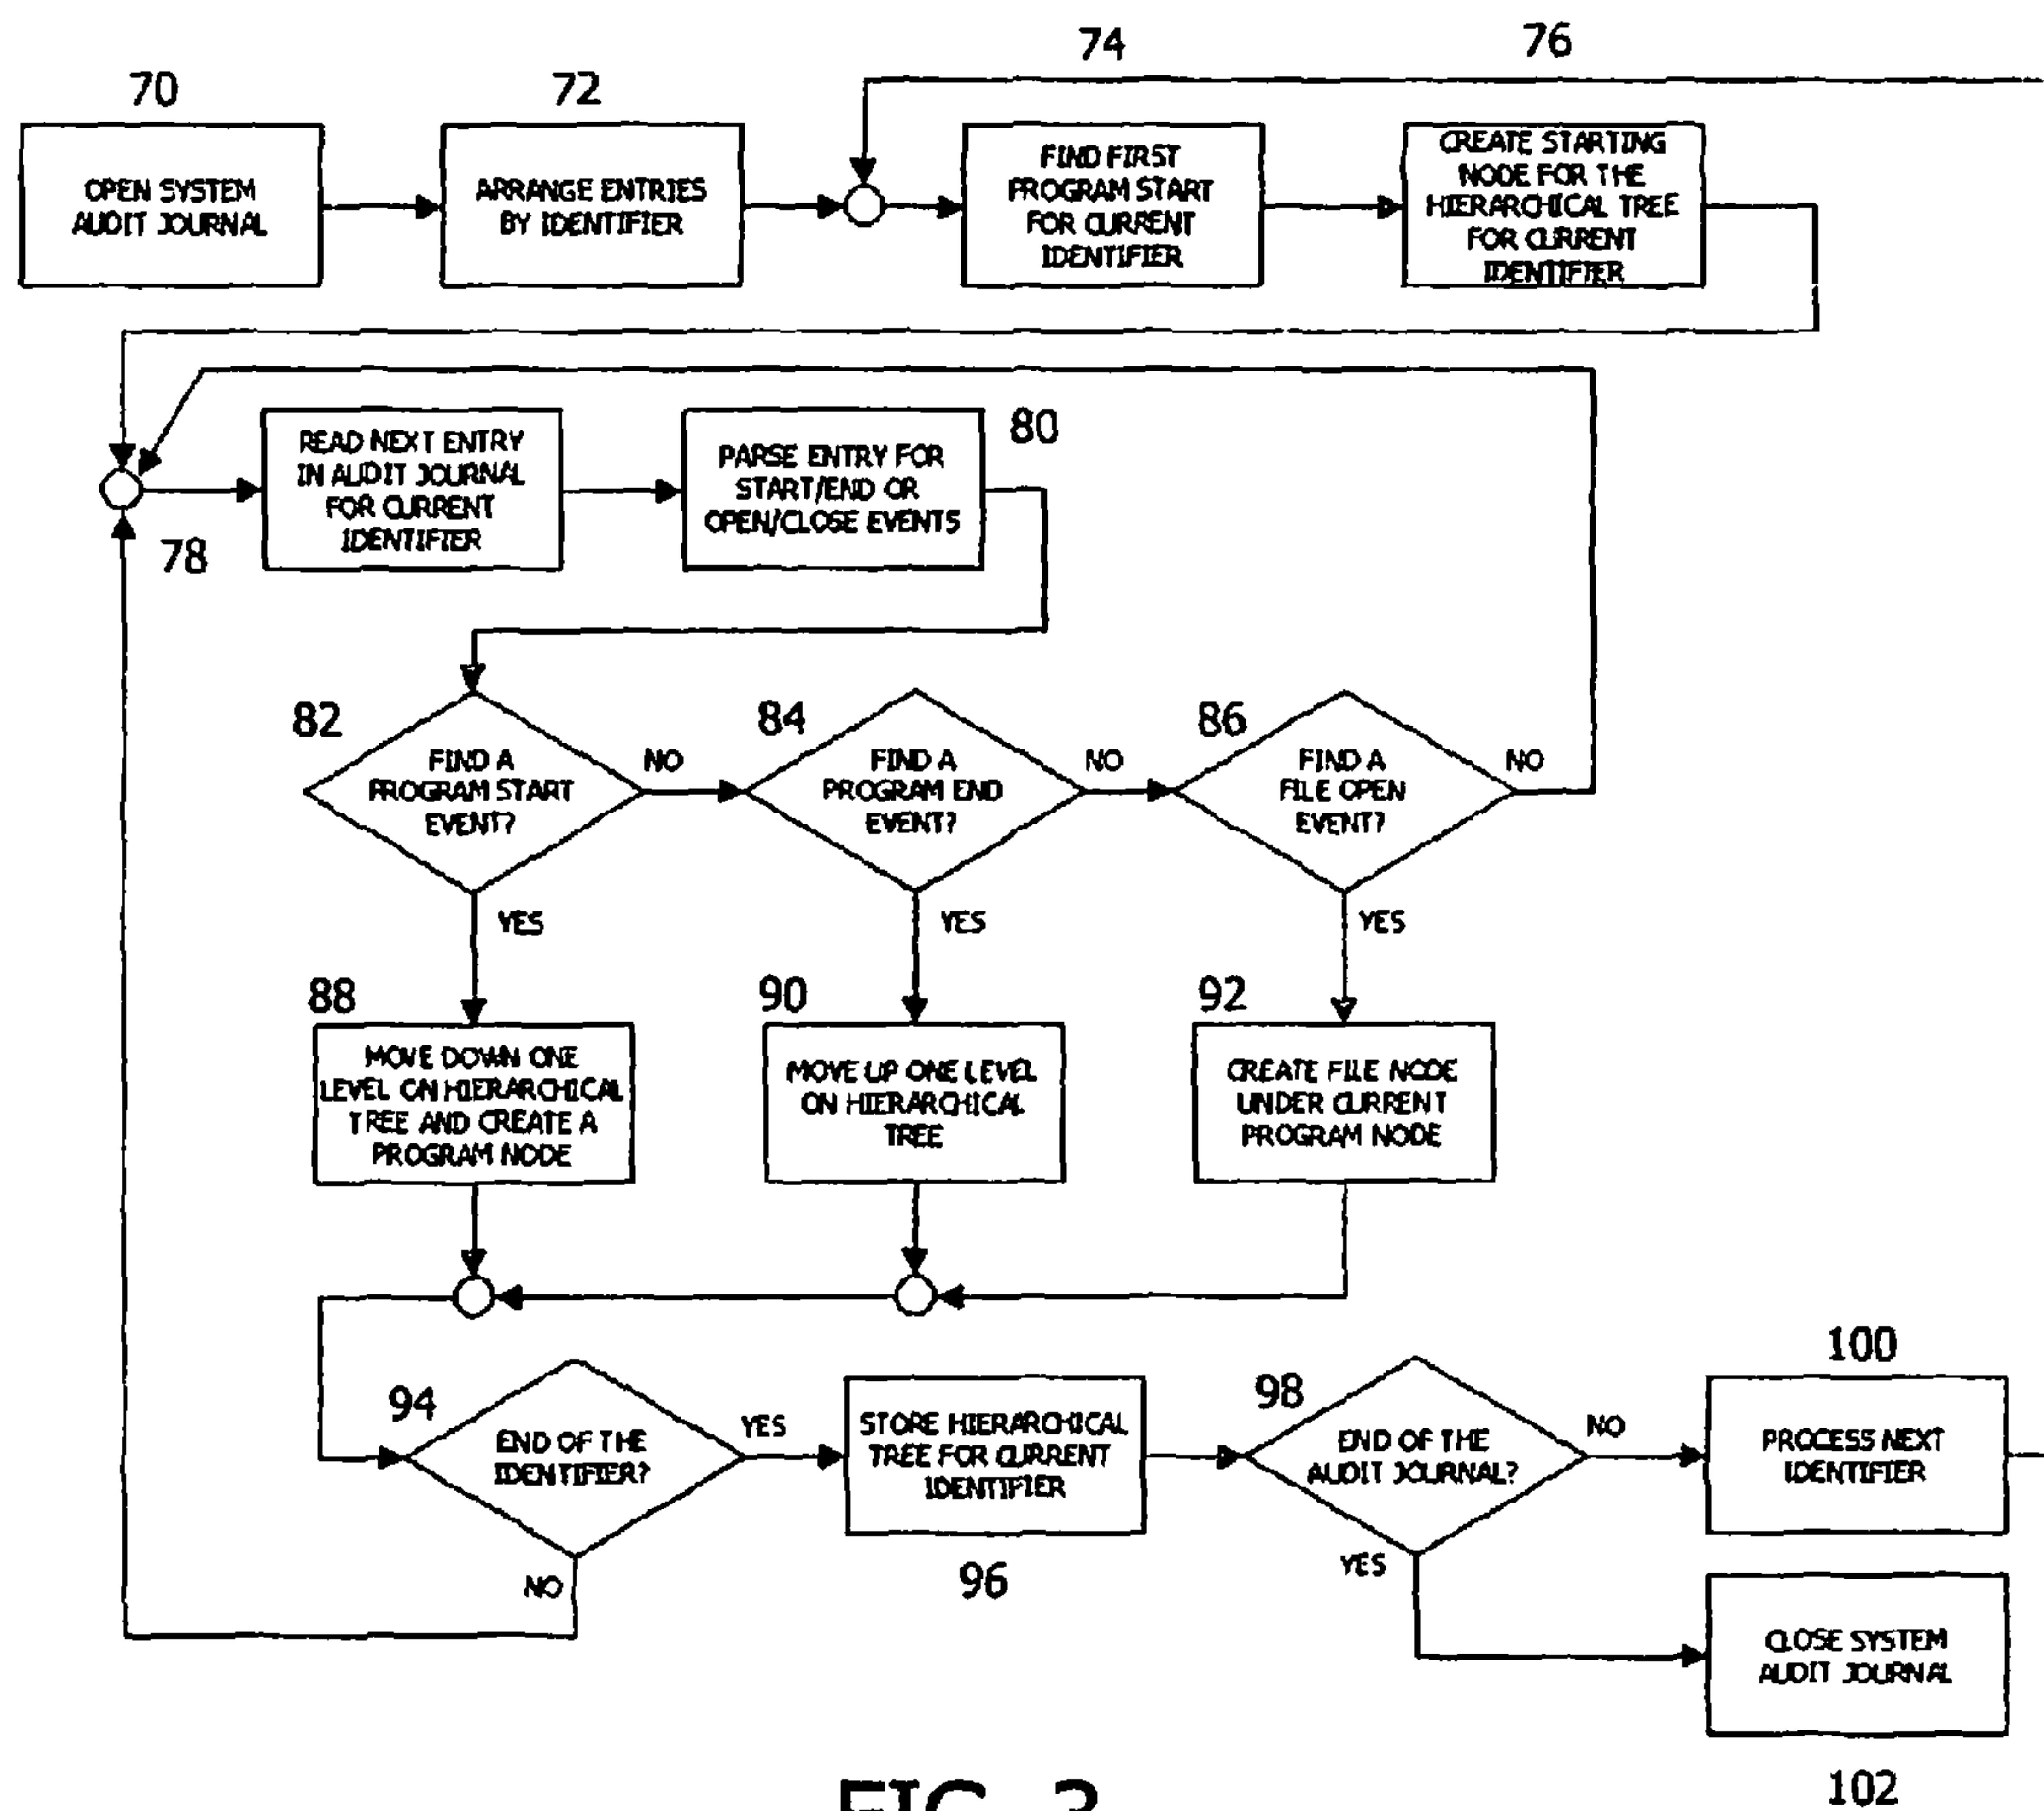 74
76
70
72
OPEN SYSTEM
AUDIT JOURNAL
ARRANGE ENTRIES
BY IDENTIFIER
FIND FIRST
PROGRAM START
FOR CURRENT
IDENTIFIER
CREATE STARTING
NODE FOR THE
HIERARCHICAL TREE
FOR CURRENT
IDENTIFIER
READ NEXT ENTRY
IN AUDIT JOURNAL
FOR CURRENT
IDENTIFIER
78
PARSE ENTRY FOR
START/END OR
OPEN/CLOSE EVENTS
80
82
FIND A
PROGRAM START
EVENT?
NO
84
FIND A
PROGRAM END
EVENT?
NO
86
FIND A
FILE OPEN
EVENT?
NO
YES
YES
YES
88
MOVE DOWN ONE
LEVEL ON HIERARCHICAL
TREE AND CREATE A
PROGRAM NODE
90
MOVE UP ONE LEVEL
ON HIERARCHICAL
TREE
92
CREATE FILE NODE
UNDER CURRENT
PROGRAM NODE
94
END OF THE
IDENTIFIER?
YES
NO
STORE HIERARCHICAL
TREE FOR CURRENT
IDENTIFIER
96
98
END OF THE
AUDIT JOURNAL?
NO
YES
100
PROCESS NEXT
IDENTIFIER
CLOSE SYSTEM
AUDIT JOURNAL
102